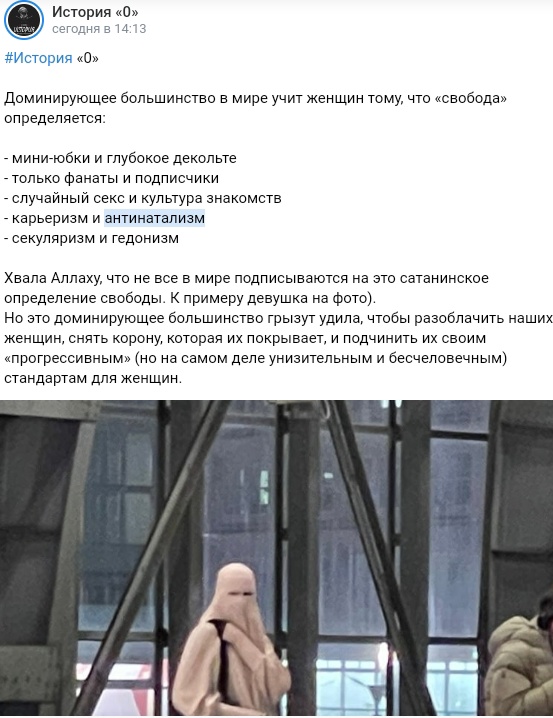 История «0»
сегодня в 14:13
#История «0»
Доминирующее большинство в мире учит женщин тому, что «свобода»
определяется:
- мини-юбки и глубокое декольте
- только фанаты и подписчики
- случайный секс и культура знакомств
- карьеризм и антинатализм
- секуляризм и гедонизм
Хвала Аллаху, что не все в мире подписываются на это сатанинское
определение свободы. К примеру девушка на фото).
Но это доминирующее большинство грызут удила, чтобы разоблачить наших
женщин, снять корону, которая их покрывает, и подчинить их своим
«прогрессивным» (но на самом деле унизительным и бесчеловечным)
стандартам для женщин.